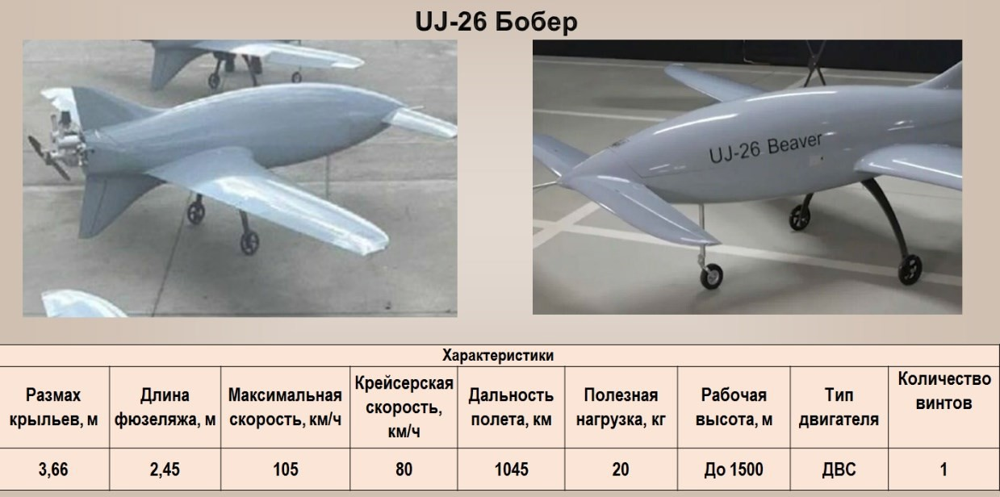 UJ-26 Бобер
UJ-26 Beaver
Характеристики
Размах
крыльев, м
Длина
фюзеляжа, м
Максимальная
скорость, км/ч
Крейсерская
скорость,
км/ч
Дальность
полета, км
Полезная
нагрузка, кг
Рабочая
высота, м
Тип
двигателя
Количество
винтов
3,66
2,45
105
80
1045
20
До 1500
ДВС
1